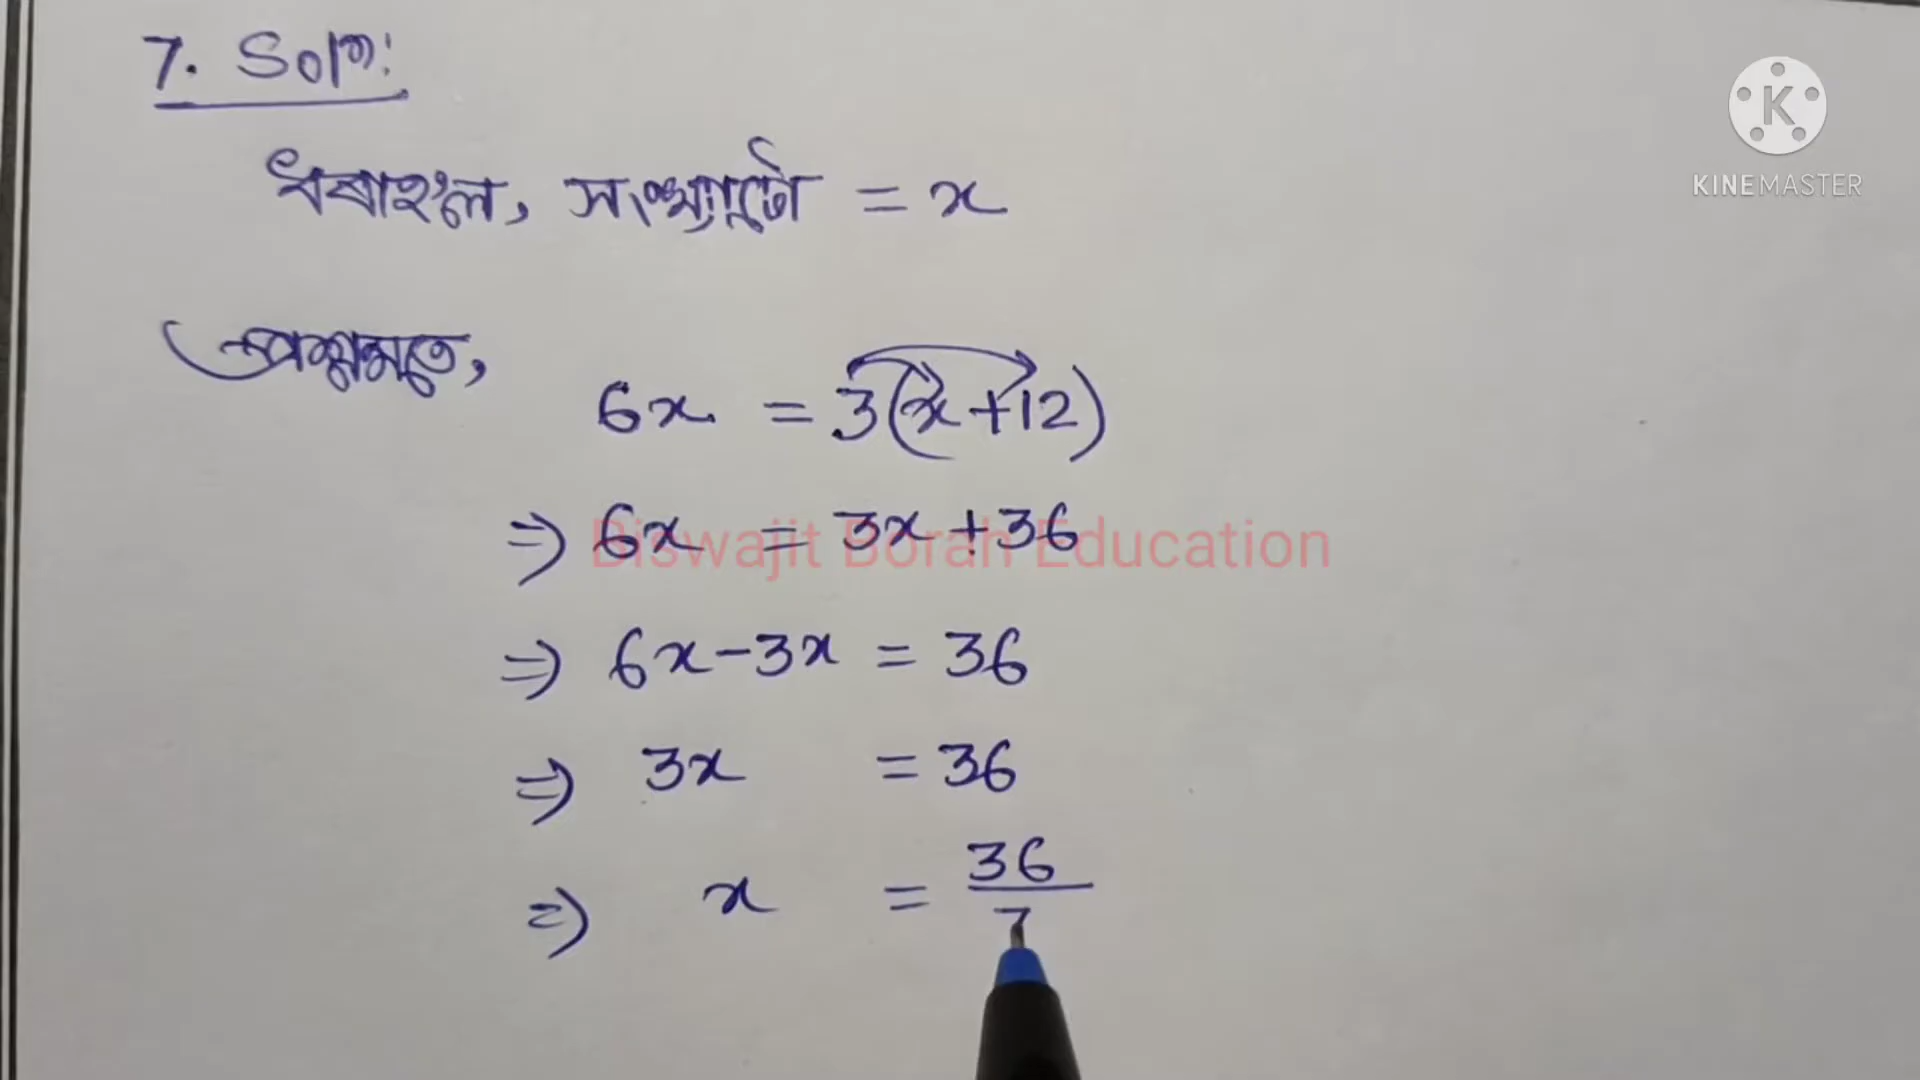 7. Soln:
ধৰাহ'ল, সংখ্যাটো = x
প্ৰশ্নমতে,
6x = 3(x+12)
⇒ 6x = 3x+36
⇒ 6x-3x = 36
⇒ 3x = 36
⇒ x = 36/3
K
KINEMASTER
Biswajit Borah Education